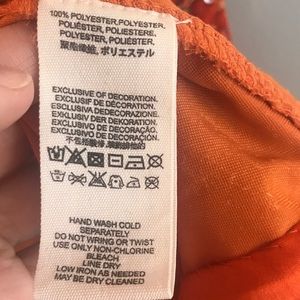 100% POLYESTER,POLYESTER,
POLIÉSTER, POLIESTERE,
POLYESTER, POLIÉSTER,
聚酯纖維, ポリエステル
EXCLUSIVE OF DECORATION.
EXCLUSIF DE DÉCORATION.
EXCLUSIVA DEDECORAZIONE.
EXKLUSIV DER DEKORATION.
EXCLUSIVO DE DECORACIÓN.
EXCLUSIVO DE DECORAÇÃO.
HAND WASH COLD
SEPARATELY
DO NOT WRING OR TWIST
USE ONLY NON-CHLORINE
BLEACH
LINE DRY
LOW IRON AS NEEDED
MAY BE DRY CLEANED